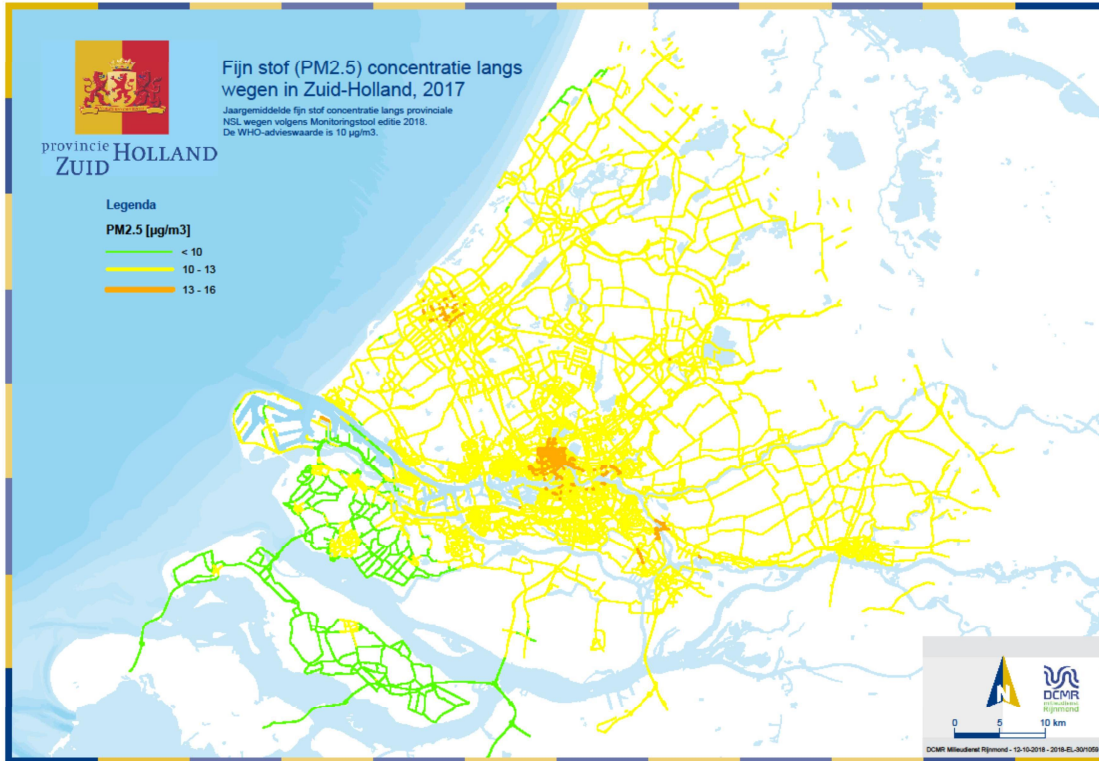 provincie
ZUID HOLLAND
Fijn stof (PM2.5) concentratie langs
wegen in Zuid-Holland, 2017
Jaargemiddelde fijn stof concentratie langs provinciale
NSL wegen volgens Monitoringstool editie 2018.
De WHO-advieswaarde is 10 µg/m3.
Legenda
PM2.5 [µg/m3]
< 10
10 - 13
13 - 16
N
DCMR
milieudienst
Rijnmond
0 5 10 km
DCMR Milieudienst Rijnmond - 12-10-2018 - 2018-EL-30/1059